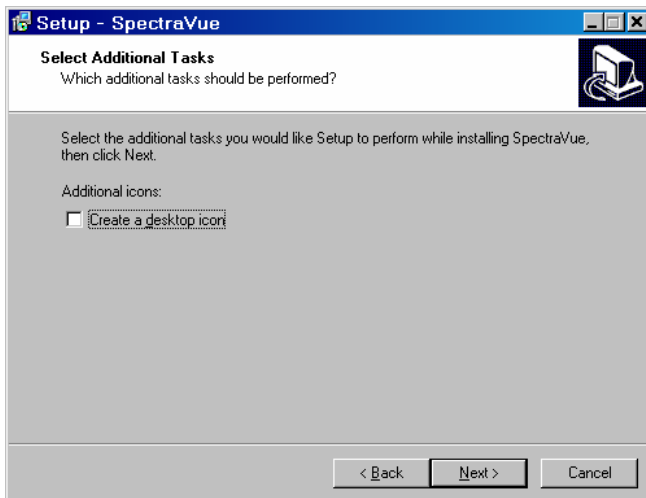 Setup - SpectraVue
Select Additional Tasks
Which additional tasks should be performed?
Select the additional tasks you would like Setup to perform while installing SpectraVue,
then click Next.
Additional icons:
Create a desktop icon
< Back Next > Cancel